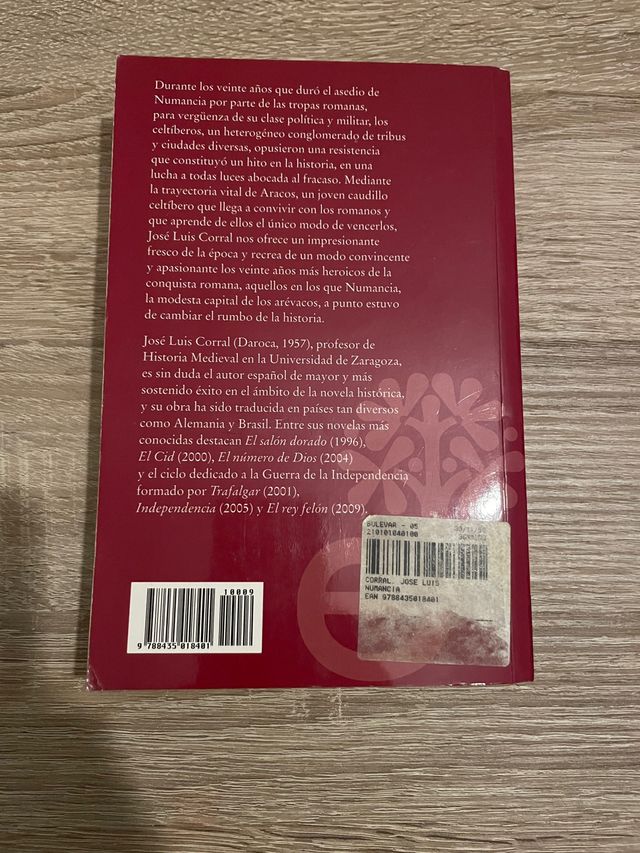 Durante los veinte años que duró el asedio de
Numancia por parte de las tropas romanas,
para vergüenza de su clase política y militar, los
celtíberos, un heterogéneo conglomerado de tribus
y ciudades diversas, opusieron una resistencia
que constituyó un hito en la historia, en una
lucha a todas luces abocada al fracaso. Mediante
la trayectoria vital de Aracos, un joven caudillo
celtíbero que llega a convivir con los romanos y
que aprende de ellos el único modo de vencerlos,
José Luis Corral nos ofrece un impresionante
fresco de la época y recrea de un modo convincente
y apasionante los veinte años más heroicos de la
conquista romana, aquellos en los que Numancia,
la modesta capital de los arévacos, a punto estuvo
de cambiar el rumbo de la historia.
José Luis Corral (Daroca, 1957), profesor de
Historia Medieval en la Universidad de Zaragoza,
es sin duda el autor español de mayor y más
sostenido éxito en el ámbito de la novela histórica,
y su obra ha sido traducida en países tan diversos
como Alemania y Brasil. Entre sus novelas más
conocidas destacan El salón dorado (1996),
El Cid (2000), El número de Dios (2004)
y el ciclo dedicado a la Guerra de la Independencia
formado por Trafalgar (2001),
Independencia (2005) y El rey felón (2009).
BULEVAR - 05
210101040100
CORRAL, JOSE LUIS
NUMANCIA
EAN 9788435018401
10009
9 788435 018401